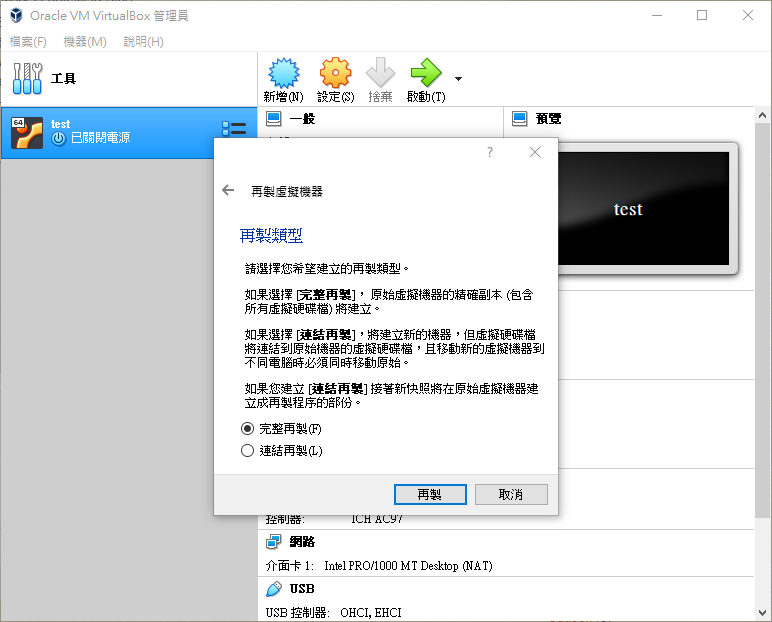 Oracle VM VirtualBox 管理員
檔案(F) 機器(M) 說明(H)
工具
新增(N) 設定(S) 捨棄 啟動(T)
64
test
已關閉電源
一般
預覽
test
?
再製虛擬機器
再製類型
請選擇您希望建立的再製類型。
如果選擇 [完整再製]， 原始虛擬機器的精確副本 (包含
所有虛擬硬碟檔) 將建立。
如果選擇 [連結再製]，將建立新的機器，但虛擬硬碟檔
將連結到原始機器的虛擬硬碟檔，且移動新的虛擬機器到
不同電腦時必須同時移動原始。
如果您建立 [連結再製] 接著新快照將在原始虛擬機器建
立成再製程序的部份。
完整再製(F)
連結再製(L)
再製 取消
控制器: ICH AC97
網路
介面卡 1: Intel PRO/1000 MT Desktop (NAT)
USB
USB 控制器: OHCI, EHCI